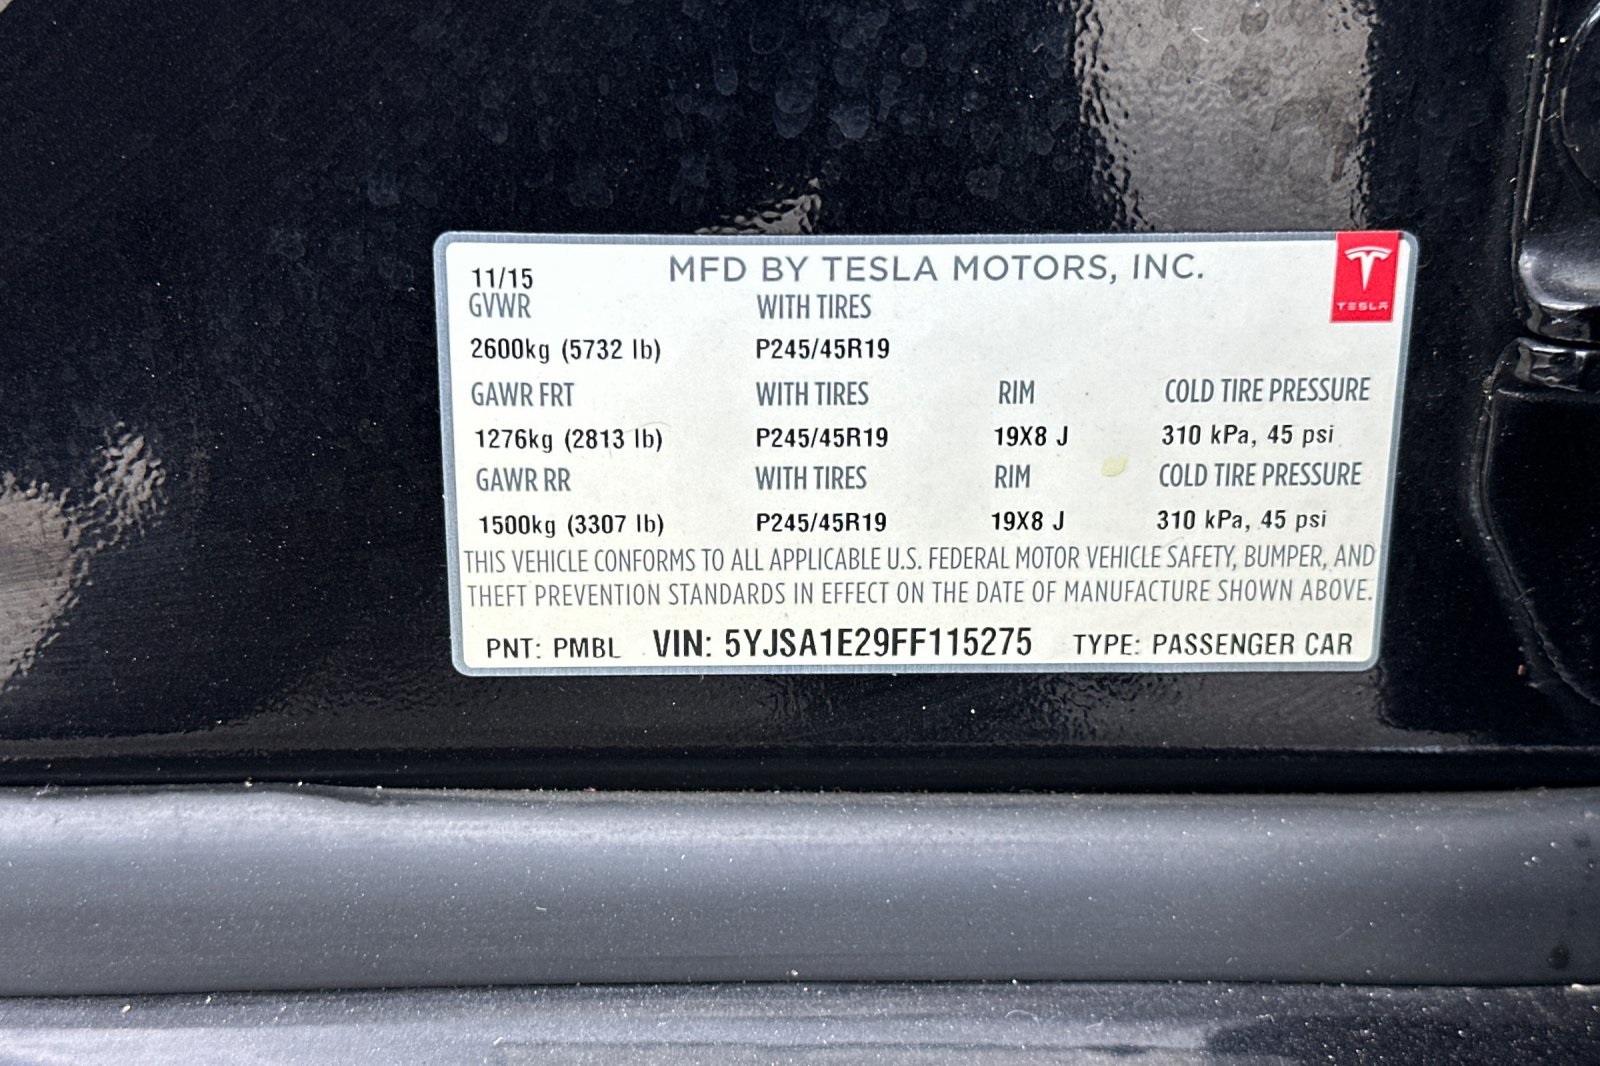 11/15 MFD BY TESLA MOTORS, INC.
TESLA
GVWR WITH TIRES
2600kg (5732 lb) P245/45R19
GAWR FRT WITH TIRES RIM COLD TIRE PRESSURE
1276kg (2813 lb) P245/45R19 19X8 J 310 kPa, 45 psi
GAWR RR WITH TIRES RIM COLD TIRE PRESSURE
1500kg (3307 lb) P245/45R19 19X8 J 310 kPa, 45 psi
THIS VEHICLE CONFORMS TO ALL APPLICABLE U.S. FEDERAL MOTOR VEHICLE SAFETY, BUMPER, AND
THEFT PREVENTION STANDARDS IN EFFECT ON THE DATE OF MANUFACTURE SHOWN ABOVE.
PNT: PMBL VIN: 5YJSA1E29FF115275 TYPE: PASSENGER CAR